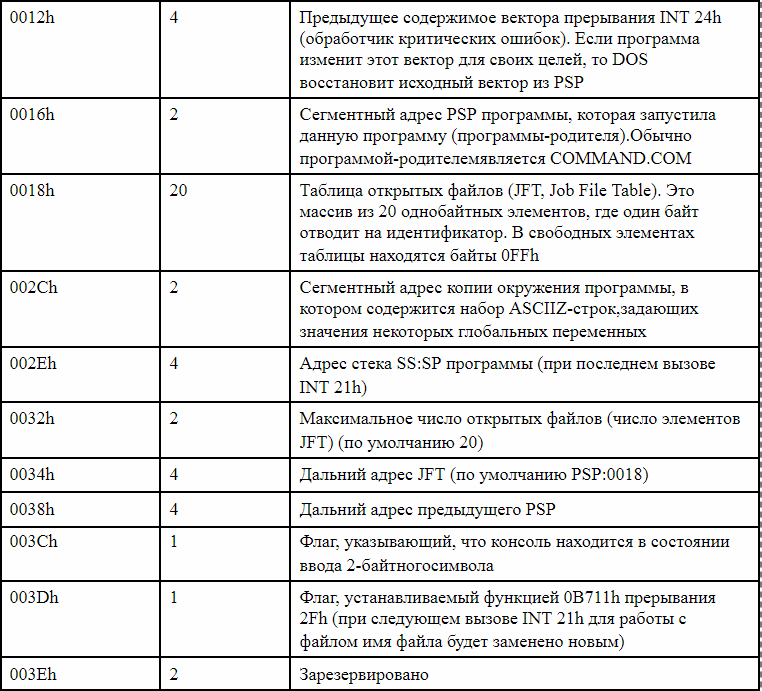 0012h 4 Предыдущее содержимое вектора прерывания INT 24h
(обработчик критических ошибок). Если программа
изменит этот вектор для своих целей, то DOS
восстановит исходный вектор из PSP
0016h 2 Сегментный адрес PSP программы, которая запустила
данную программу (программы-родителя).Обычно
программой-родителемявляется COMMAND.COM
0018h 20 Таблица открытых файлов (JFT, Job File Table). Это
массив из 20 однобайтных элементов, где один байт
отводит на идентификатор. В свободных элементах
таблицы находятся байты 0FFh
002Ch 2 Сегментный адрес копии окружения программы, в
котором содержится набор ASCIIZ-строк,задающих
значения некоторых глобальных переменных
002Eh 4 Адрес стека SS:SP программы (при последнем вызове
INT 21h)
0032h 2 Максимальное число открытых файлов (число элементов
JFT) (по умолчанию 20)
0034h 4 Дальний адрес JFT (по умолчанию PSP:0018)
0038h 4 Дальний адрес предыдущего PSP
003Ch 1 Флаг, указывающий, что консоль находится в состоянии
ввода 2-байтногосимвола
003Dh 1 Флаг, устанавливаемый функцией 0B711h прерывания
2Fh (при следующем вызове INT 21h для работы с
файлом имя файла будет заменено новым)
003Eh 2 Зарезервировано